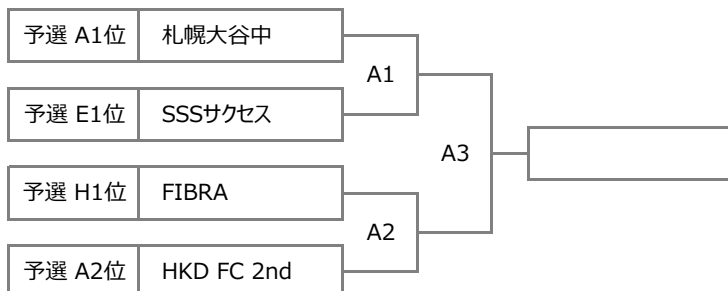 予選 A1位 札幌大谷中
A1
予選 E1位 SSSサクセス
A3
予選 H1位 FIBRA
A2
予選 A2位 HKD FC 2nd